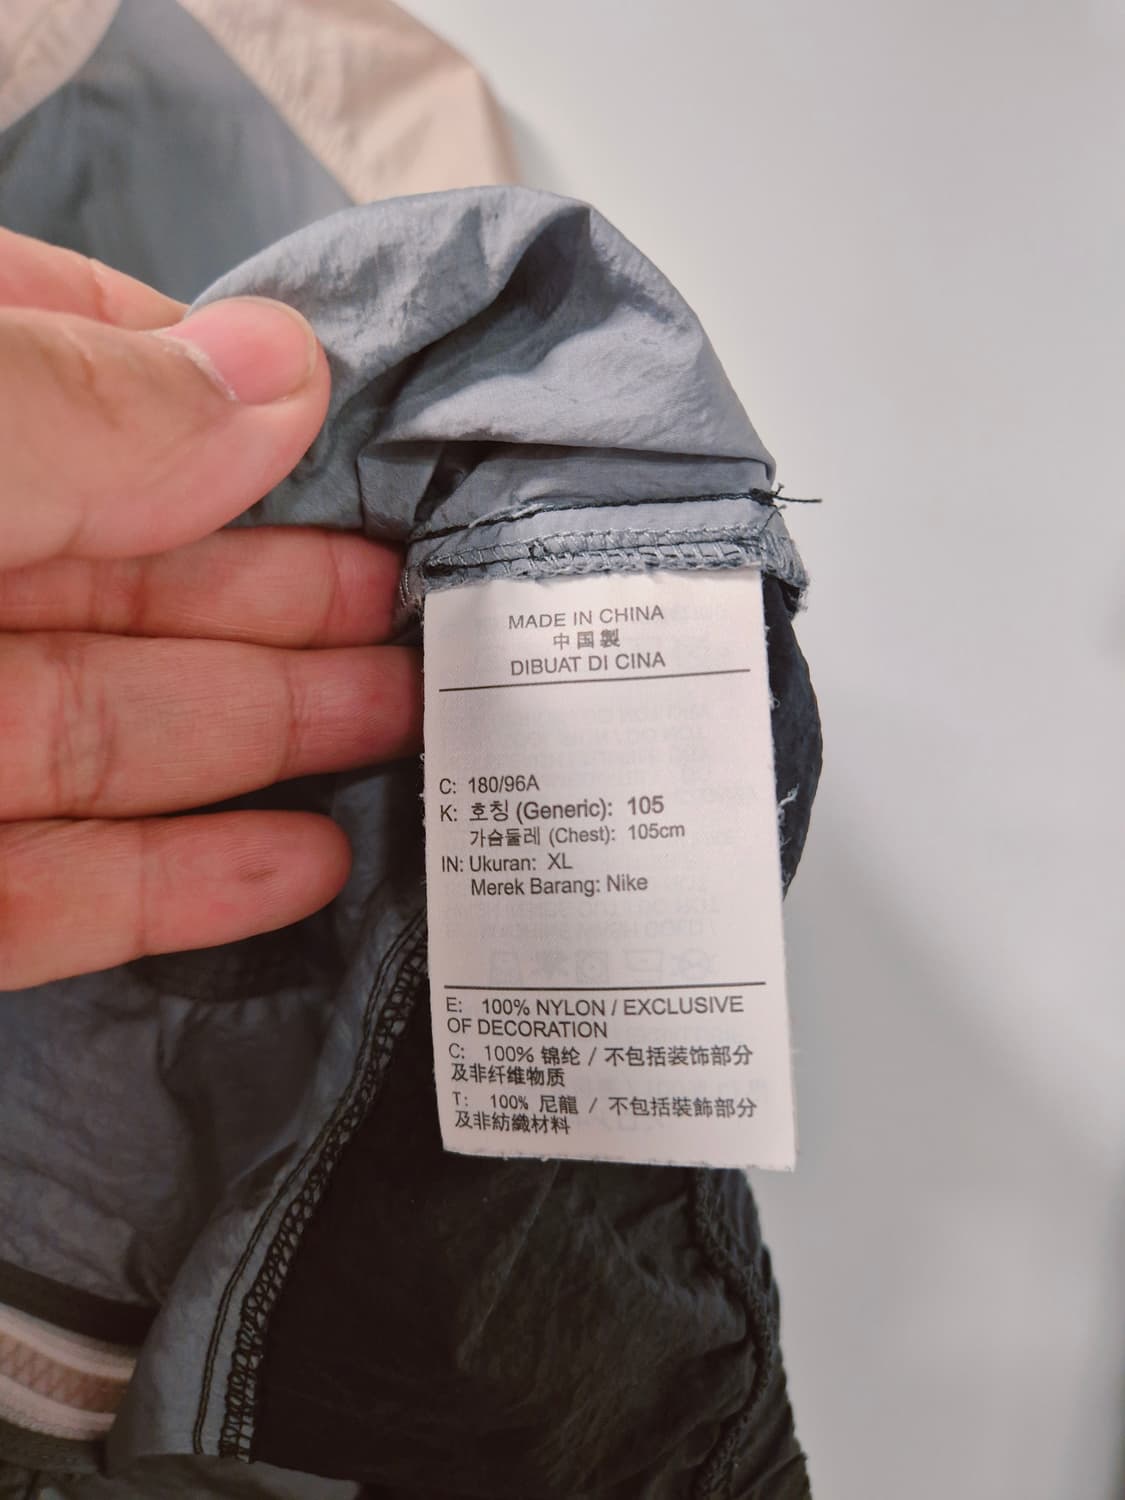 MADE IN CHINA
中国製
DIBUAT DI CINA
C: 180/96A
K: 호칭 (Generic): 105
가슴둘레 (Chest): 105cm
IN: Ukuran: XL
Merek Barang: Nike
E: 100% NYLON / EXCLUSIVE
OF DECORATION
C: 100% 锦纶 / 不包括装饰部分
及非纤维物质
T: 100% 尼龍 / 不包括裝飾部分
及非紡織材料